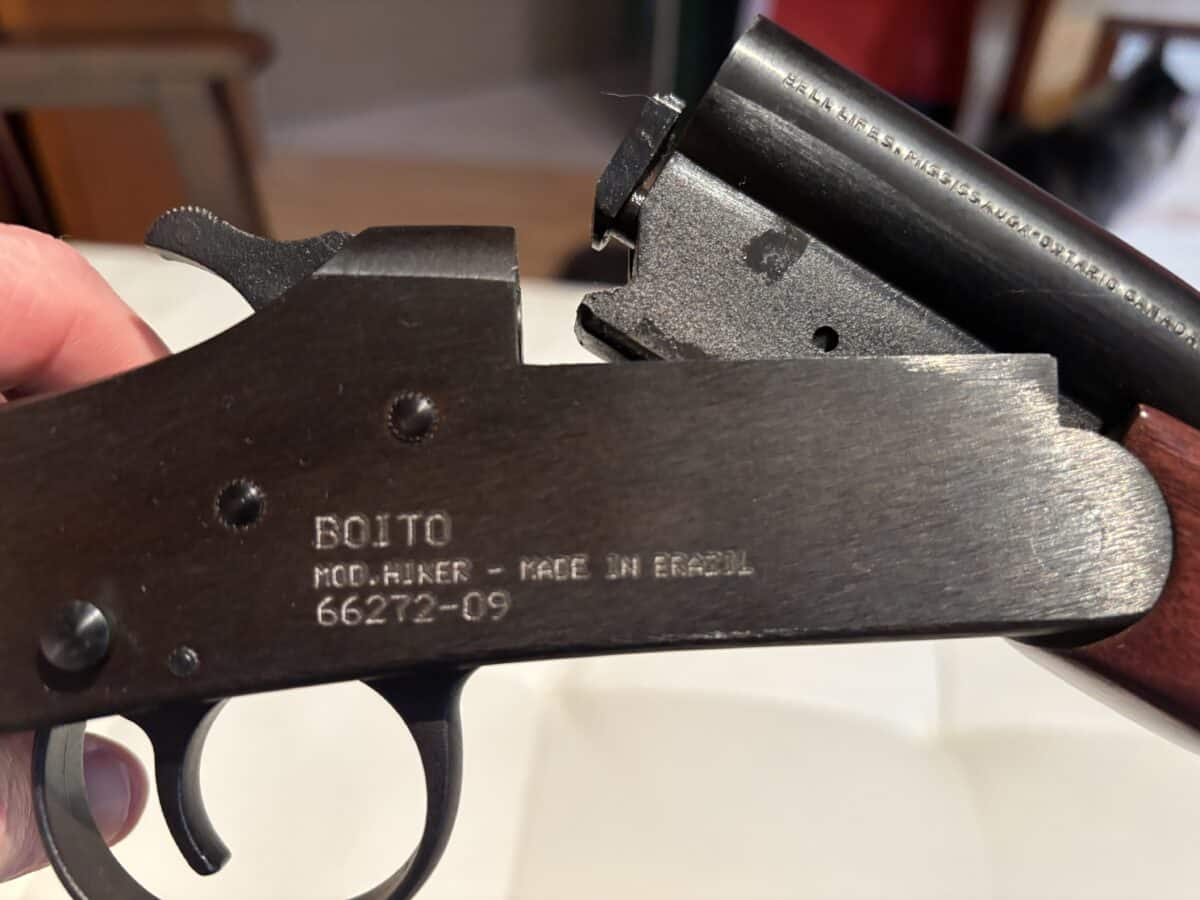 BELL LIFES, MISSISSAUGA-ONTARIO CANADA
BOITO
MOD.HIKER - MADE IN BRAZIL
66272-09